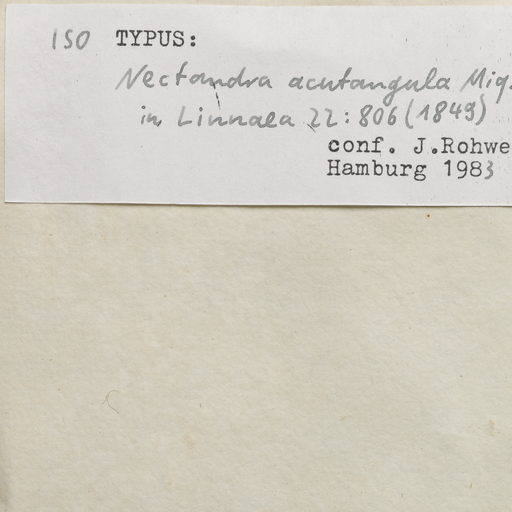 ISO TYPUS:
Nectandra acutangula Miq.
in Linnaea 22:806 (1849)
conf. J.Rohwe
Hamburg 1983